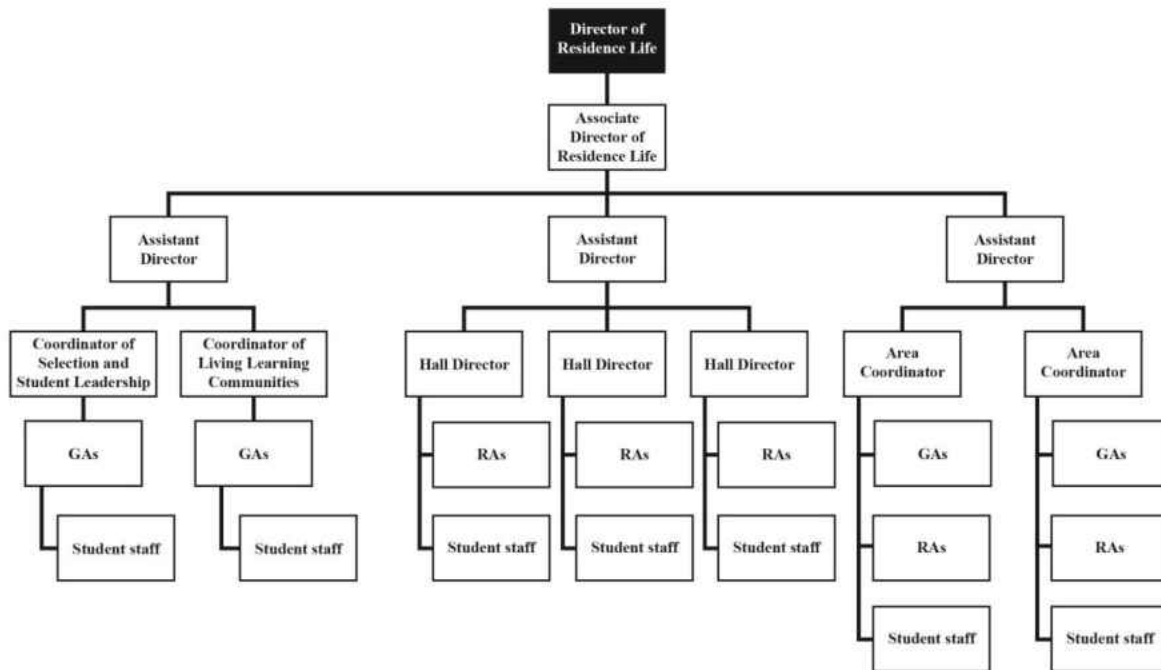 Director of
Residence Life
Associate
Director of
Residence Life
Assistant
Director
Assistant
Director
Assistant
Director
Coordinator of
Selection and
Student Leadership
Coordinator of
Living Learning
Communities
Hall Director
Hall Director
Hall Director
Area
Coordinator
Area
Coordinator
GAs
GAs
RAs
RAs
RAs
GAs
GAs
Student staff
Student staff
Student staff
Student staff
Student staff
RAs
RAs
Student staff
Student staff